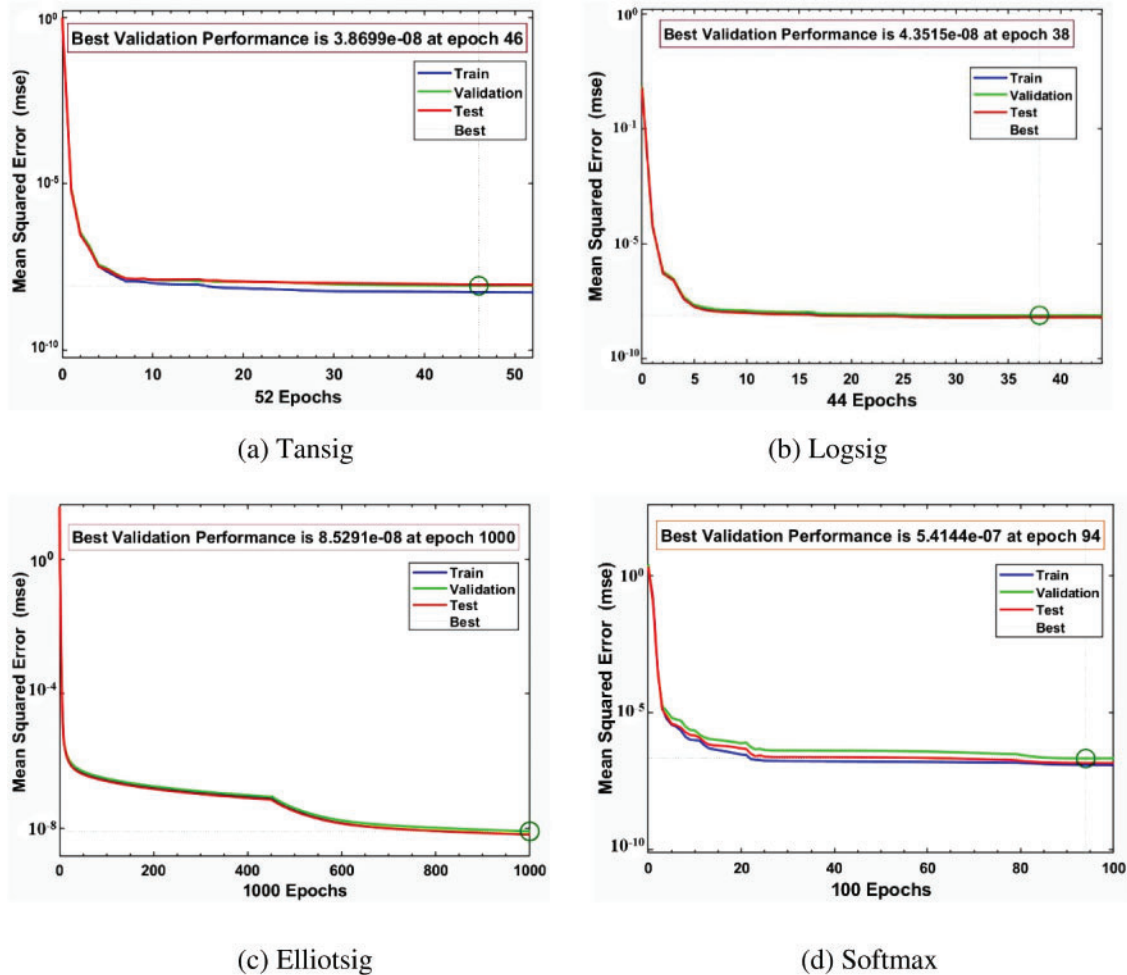 Best Validation Performance is 3.8699e-08 at epoch 46
Train
Validation
Test
Best
Mean Squared Error (mse)
10^0
10^-5
10^-10
0 10 20 30 40 50
52 Epochs
(a) Tansig
Best Validation Performance is 4.3515e-08 at epoch 38
Train
Validation
Test
Best
Mean Squared Error (mse)
10^0
10^-1
10^-5
10^-10
0 5 10 15 20 25 30 35 40
44 Epochs
(b) Logsig
Best Validation Performance is 8.5291e-08 at epoch 1000
Train
Validation
Test
Best
Mean Squared Error (mse)
10^0
10^-4
10^-8
0 200 400 600 800 1000
1000 Epochs
(c) Elliotsig
Best Validation Performance is 5.4144e-07 at epoch 94
Train
Validation
Test
Best
Mean Squared Error (mse)
10^0
10^-5
10^-10
0 20 40 60 80 100
100 Epochs
(d) Softmax